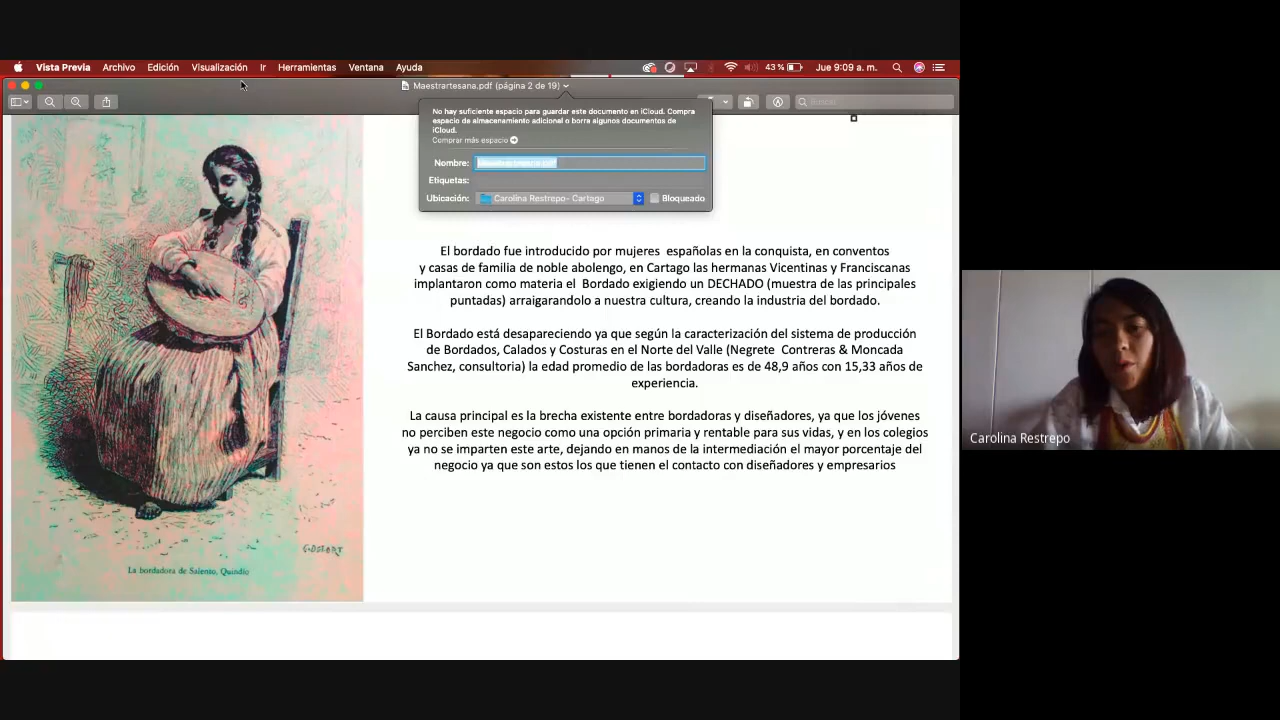 Vista Previa Archivo Edición Visualización Ir Herramientas Ventana Ayuda 43 % Jue 9:09 a. m.
Maestrartesana.pdf (página 2 de 19)
Buscar
No hay suficiente espacio para guardar este documento en iCloud. Compra
espacio de almacenamiento adicional o borra algunos documentos de
iCloud.
Comprar más espacio
Nombre: Maestrartesana.pdf
Etiquetas:
Ubicación: Carolina Restrepo- Cartago Bloqueado
El bordado fue introducido por mujeres españolas en la conquista, en conventos
y casas de familia de noble abolengo, en Cartago las hermanas Vicentinas y Franciscanas
implantaron como materia el Bordado exigiendo un DECHADO (muestra de las principales
puntadas) arraigarandolo a nuestra cultura, creando la industria del bordado.
El Bordado está desapareciendo ya que según la caracterización del sistema de producción
de Bordados, Calados y Costuras en el Norte del Valle (Negrete Contreras & Moncada
Sanchez, consultoria) la edad promedio de las bordadoras es de 48,9 años con 15,33 años de
experiencia.
La causa principal es la brecha existente entre bordadoras y diseñadores, ya que los jóvenes
no perciben este negocio como una opción primaria y rentable para sus vidas, y en los colegios
ya no se imparten este arte, dejando en manos de la intermediación el mayor porcentaje del
negocio ya que son estos los que tienen el contacto con diseñadores y empresarios
La bordadora de Salento, Quindío
Carolina Restrepo